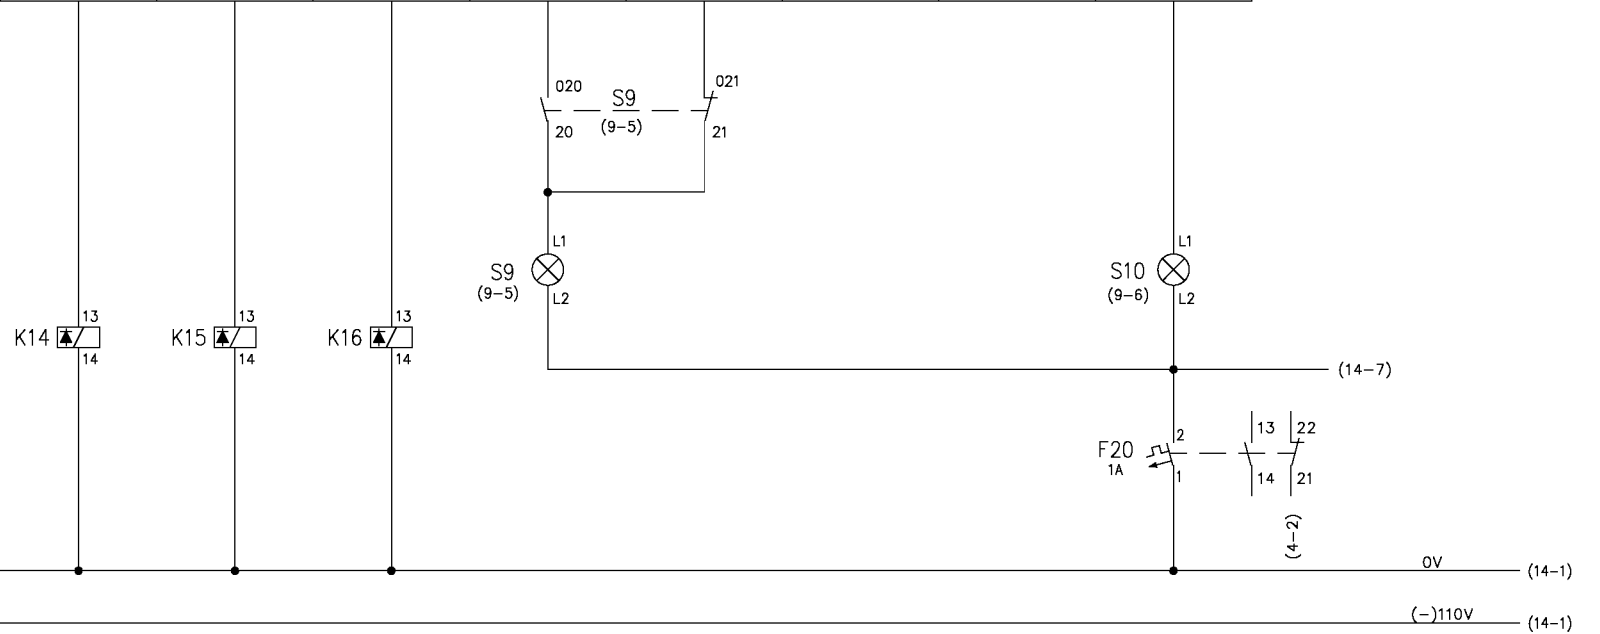 020
021
S9
(9-5)
20
21
L1
L1
S9
(9-5)
S10
(9-6)
L2
L2
13
13
13
K14
K15
K16
14
14
14
(14-7)
2
13
22
F20
1A
1
14
21
(4-2)
0V
(14-1)
(-)110V
(14-1)